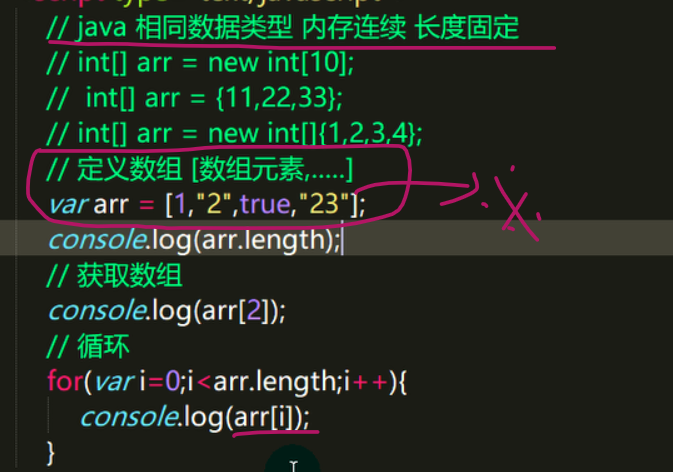 // java 相同数据类型 内存连续 长度固定
// int[] arr = new int[10];
//  int[] arr = {11,22,33};
// int[] arr = new int[]{1,2,3,4};
// 定义数组 [数组元素,.....]
var arr = [1,"2",true,"23"];
console.log(arr.length);
// 获取数组
console.log(arr[2]);
// 循环
for(var i=0;i<arr.length;i++){
console.log(arr[i]);
}